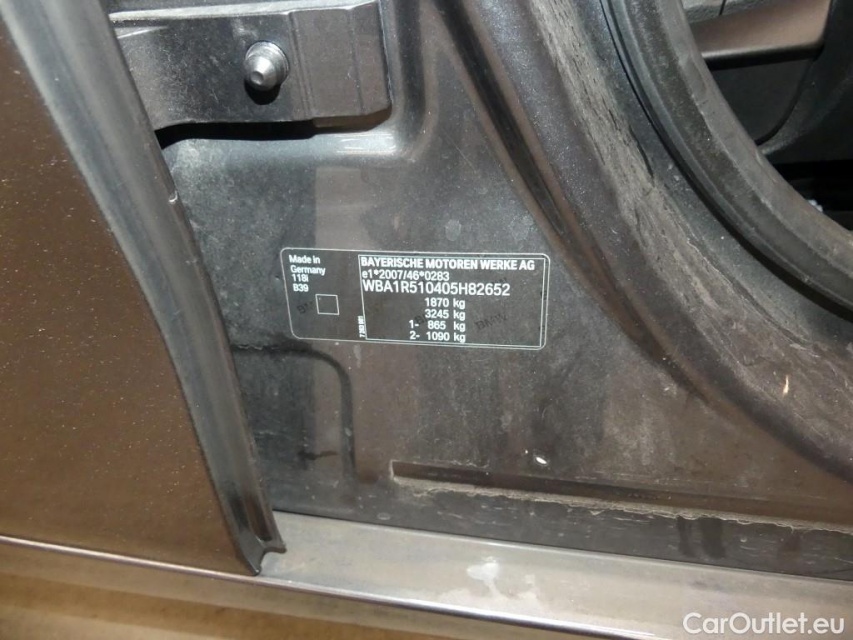 Made in
Germany
118i
B39
BAYERISCHE MOTOREN WERKE AG
e1*2007/46*0283
WBA1R510405H82652
1870 kg
3245 kg
1- 865 kg
2- 1090 kg
CarOutlet.eu